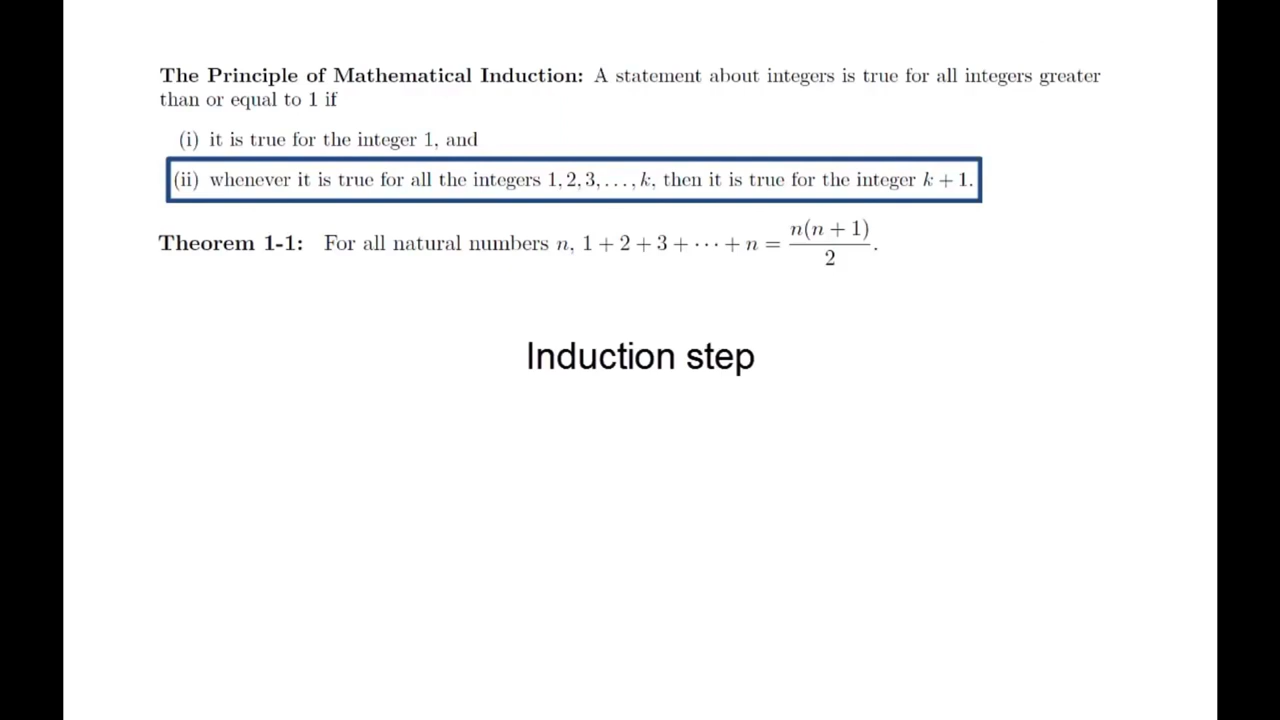 The Principle of Mathematical Induction: A statement about integers is true for all integers greater
than or equal to 1 if
(i) it is true for the integer 1, and
(ii) whenever it is true for all the integers 1, 2, 3, . . . , k, then it is true for the integer k + 1.
Theorem 1-1: For all natural numbers n, 1 + 2 + 3 + · · · + n = n(n + 1)/2.
Induction step